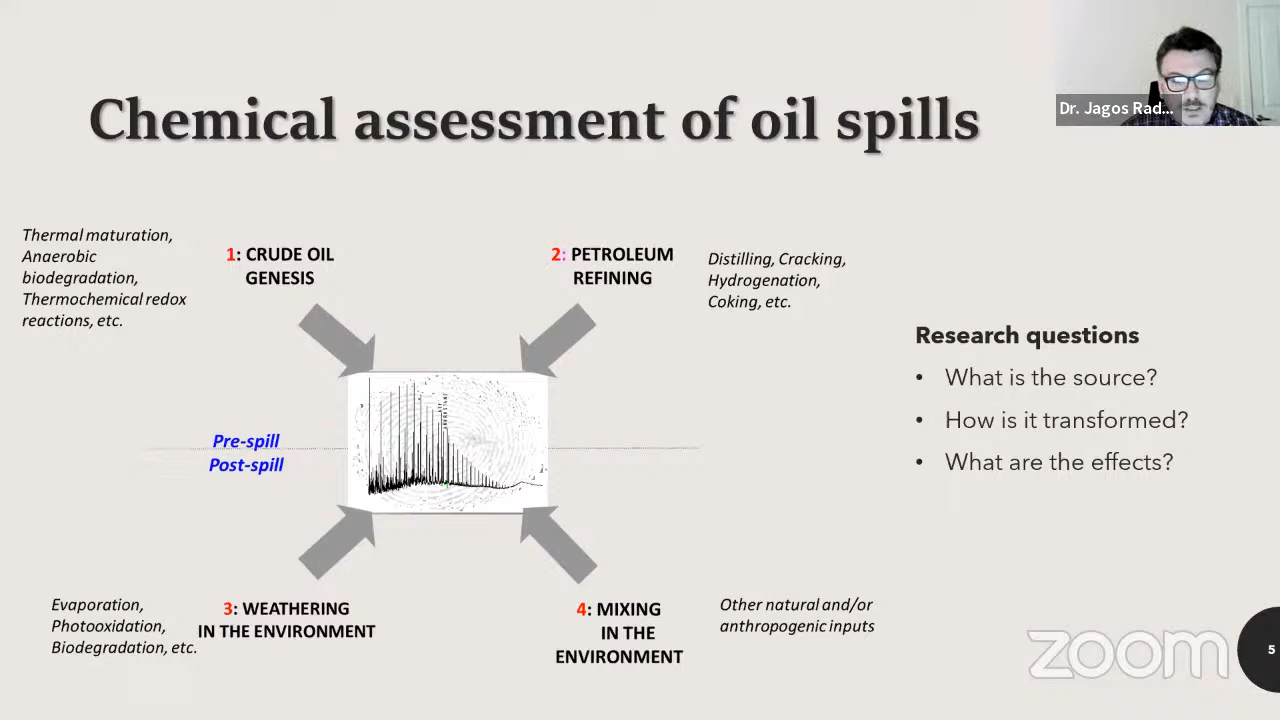 Chemical assessment of oil spills
Dr. Jagos Rad...
Thermal maturation,
Anaerobic
biodegradation,
Thermochemical redox
reactions, etc.
1: CRUDE OIL
GENESIS
2: PETROLEUM
REFINING
Distilling, Cracking,
Hydrogenation,
Coking, etc.
Pre-spill
Post-spill
Research questions
• What is the source?
• How is it transformed?
• What are the effects?
Evaporation,
Photooxidation,
Biodegradation, etc.
3: WEATHERING
IN THE ENVIRONMENT
4: MIXING
IN THE
ENVIRONMENT
Other natural and/or
anthropogenic inputs
zoom
5